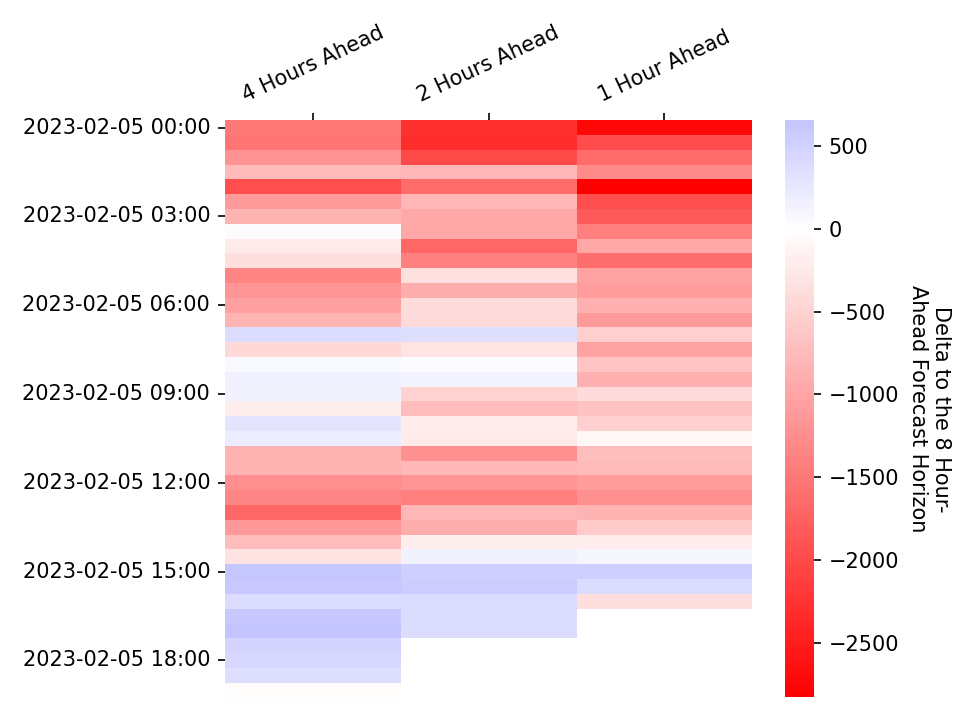 4 Hours Ahead
2 Hours Ahead
1 Hour Ahead
2023-02-05 00:00
2023-02-05 03:00
2023-02-05 06:00
2023-02-05 09:00
2023-02-05 12:00
2023-02-05 15:00
2023-02-05 18:00
500
0
−500
−1000
−1500
−2000
−2500
Delta to the 8 Hour-
Ahead Forecast Horizon